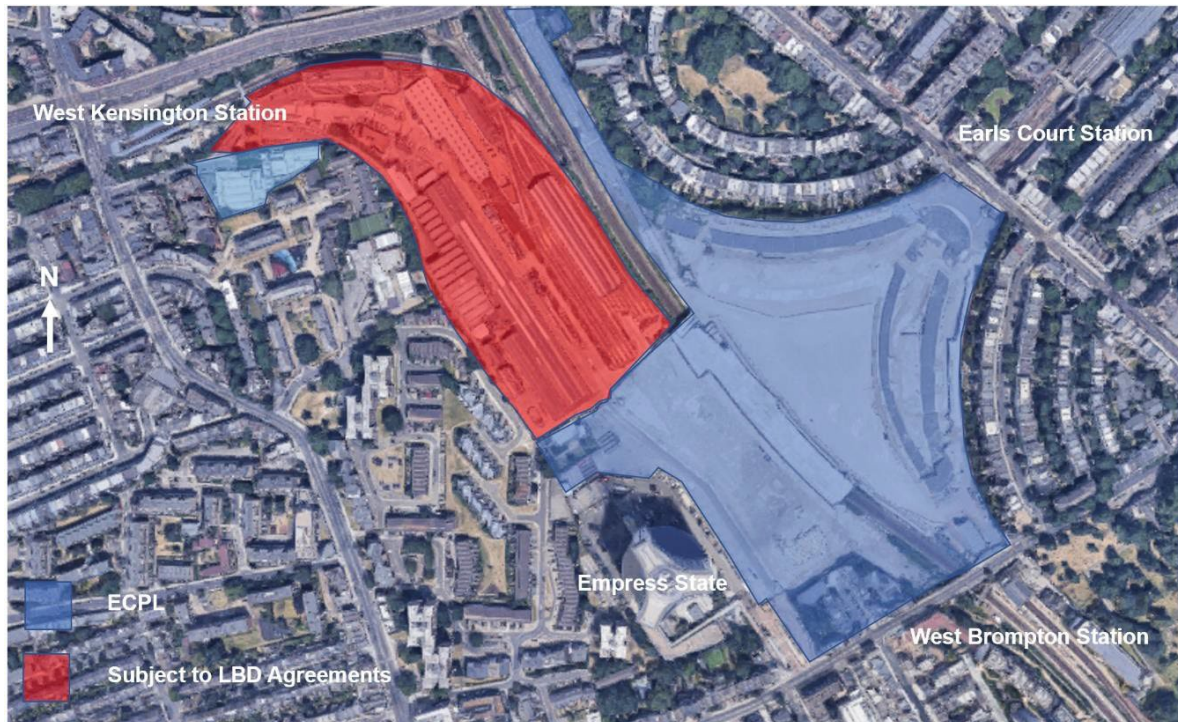 West Kensington Station
Earls Court Station
N
Empress State
ECPL
West Brompton Station
Subject to LBD Agreements